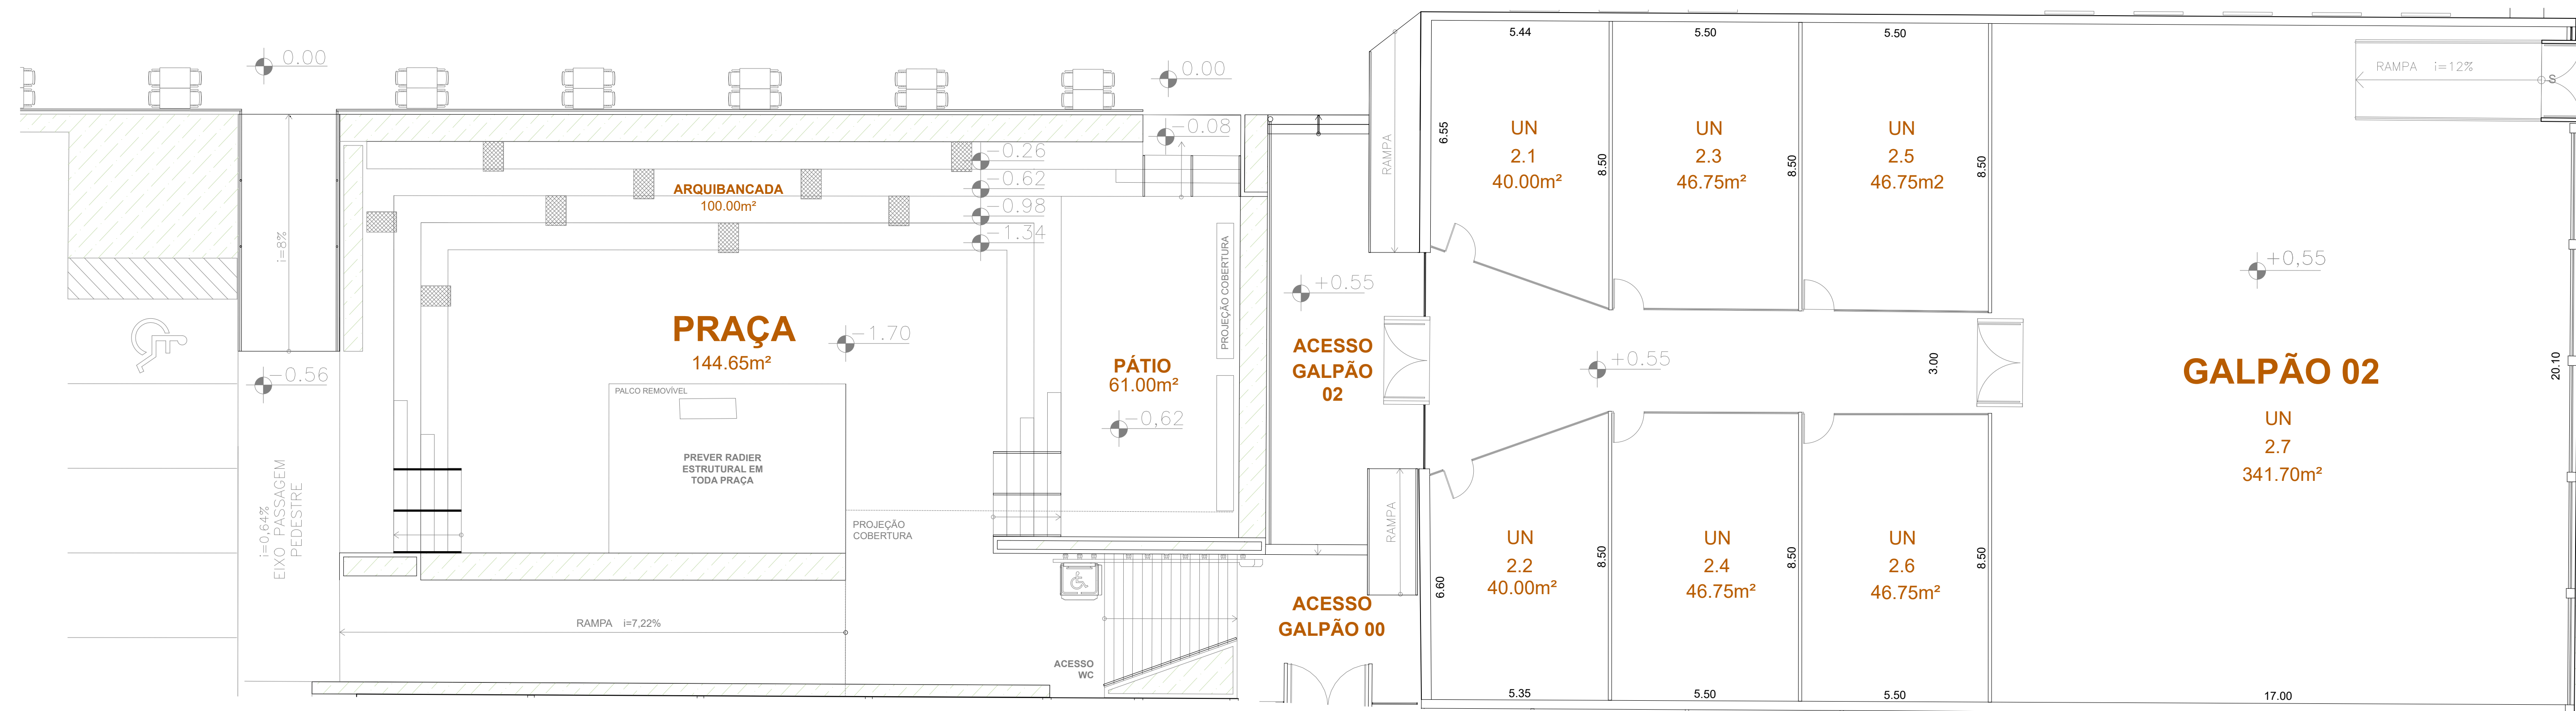 0.00
0.00
-0.08
-0.26
-0.62
-0.98
-1.34
ARQUIBANCADA
100.00m²
i=8%
PRAÇA
144.65m²
-1.70
-0.56
PALCO REMOVÍVEL
PREVER RADIER
ESTRUTURAL EM
TODA PRAÇA
i=0,64%
EIXO PASSAGEM
PEDESTRE
PROJEÇÃO
COBERTURA
RAMPA i=7,22%
PROJEÇÃO COBERTURA
PÁTIO
61.00m²
-0,62
ACESSO
WC
+0.55
ACESSO
GALPÃO
02
ACESSO
GALPÃO 00
RAMPA
RAMPA
5.44
5.50
5.50
6.55
UN
2.1
40.00m²
8.50
UN
2.3
46.75m²
8.50
UN
2.5
46.75m2
8.50
+0.55
3.00
6.60
UN
2.2
40.00m²
8.50
UN
2.4
46.75m²
8.50
UN
2.6
46.75m²
8.50
5.35
5.50
5.50
RAMPA i=12%
S
+0,55
GALPÃO 02
UN
2.7
341.70m²
20.10
17.00